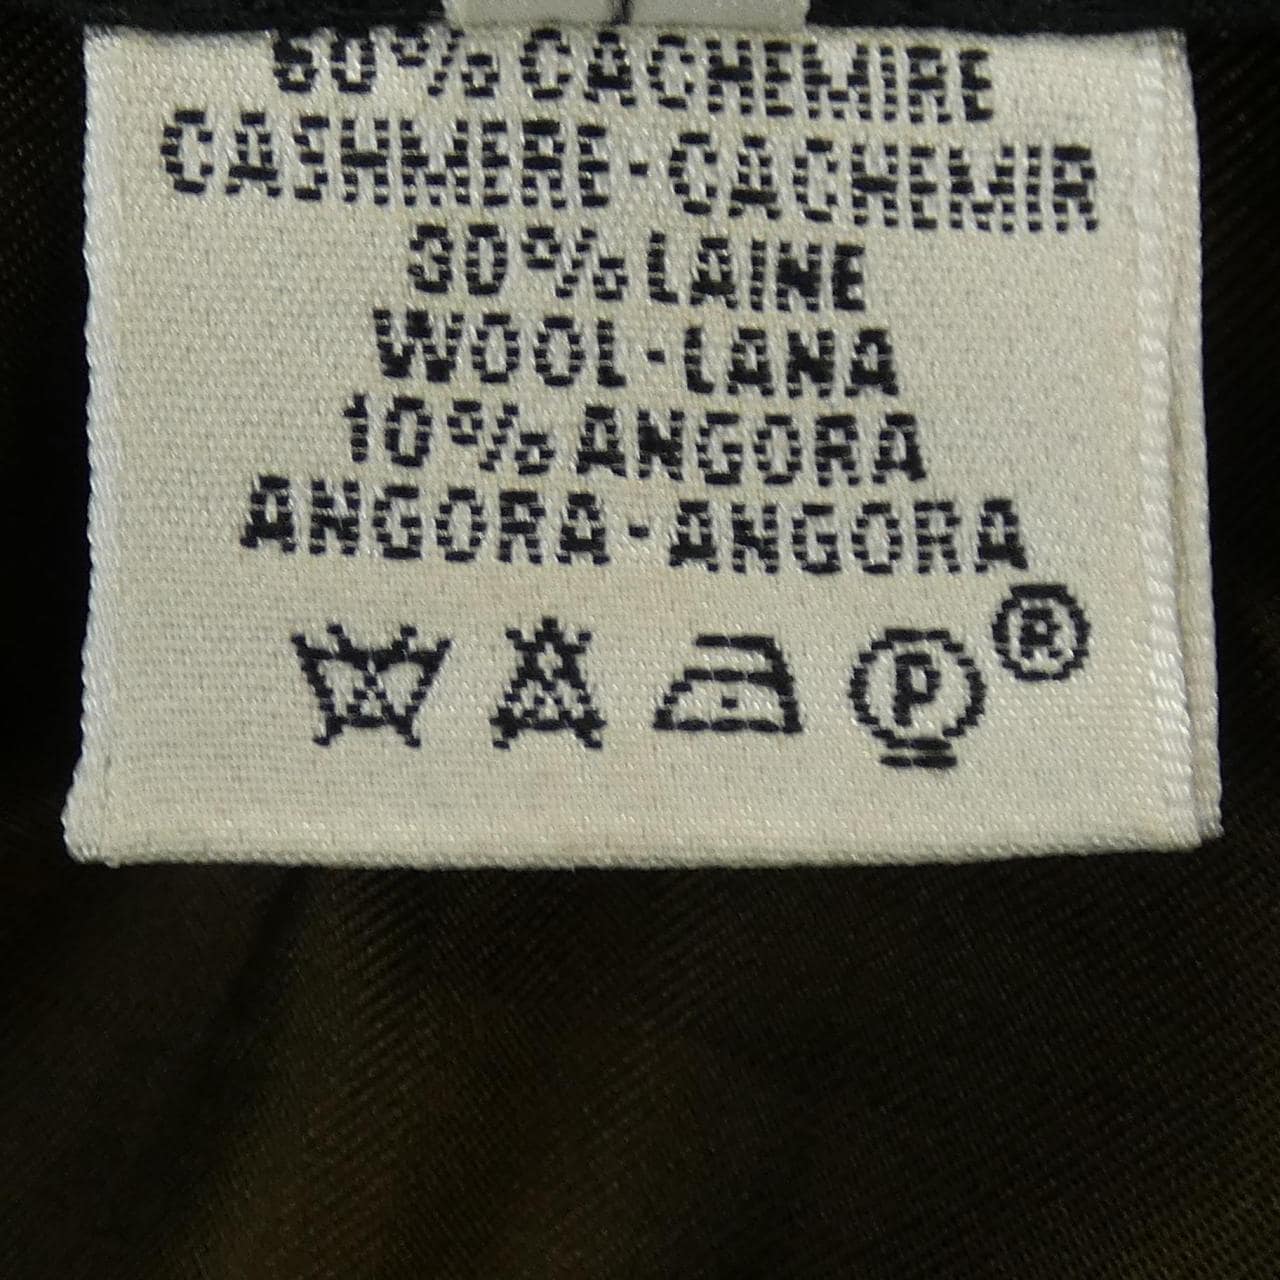 60% CACHEMIRE
CASHMERE-CACHEMIR
30% LAINE
WOOL-LANA
10% ANGORA
ANGORA-ANGORA
P ®